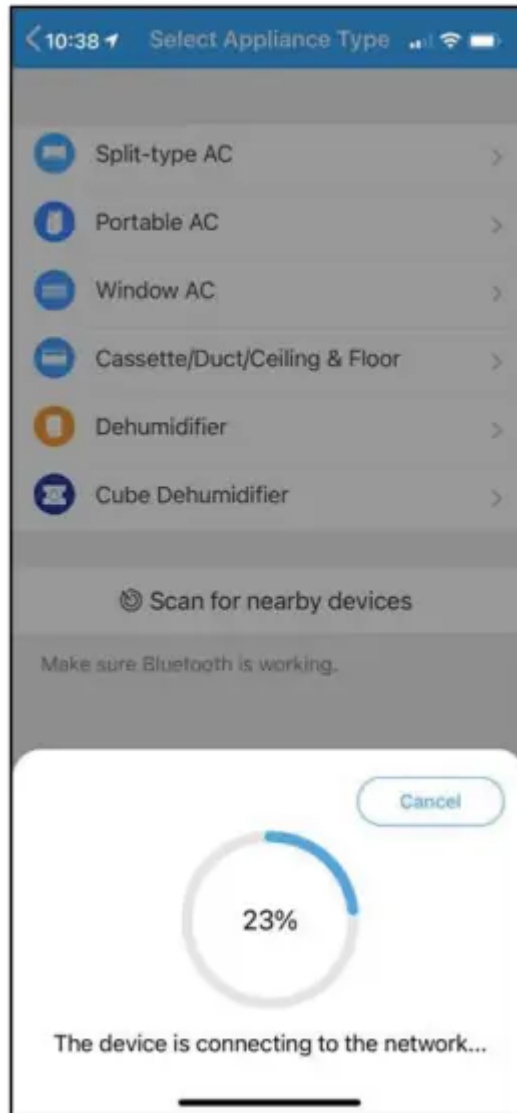 10:38 Select Appliance Type
Split-type AC
Portable AC
Window AC
Cassette/Duct/Ceiling & Floor
Dehumidifier
Cube Dehumidifier
Scan for nearby devices
Make sure Bluetooth is working.
Cancel
23%
The device is connecting to the network...